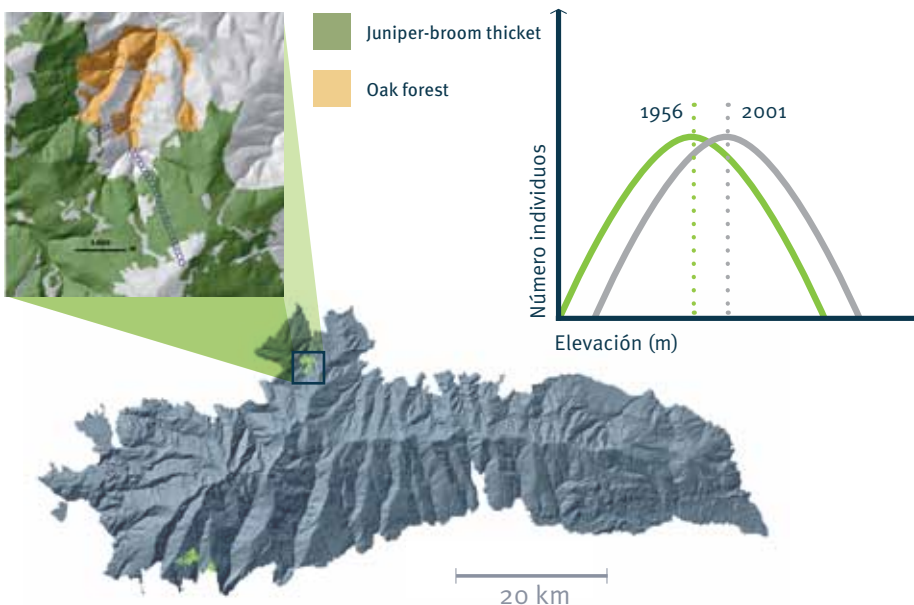 Juniper-broom thicket
Oak forest
1956
2001
Número individuos
Elevación (m)
20 km